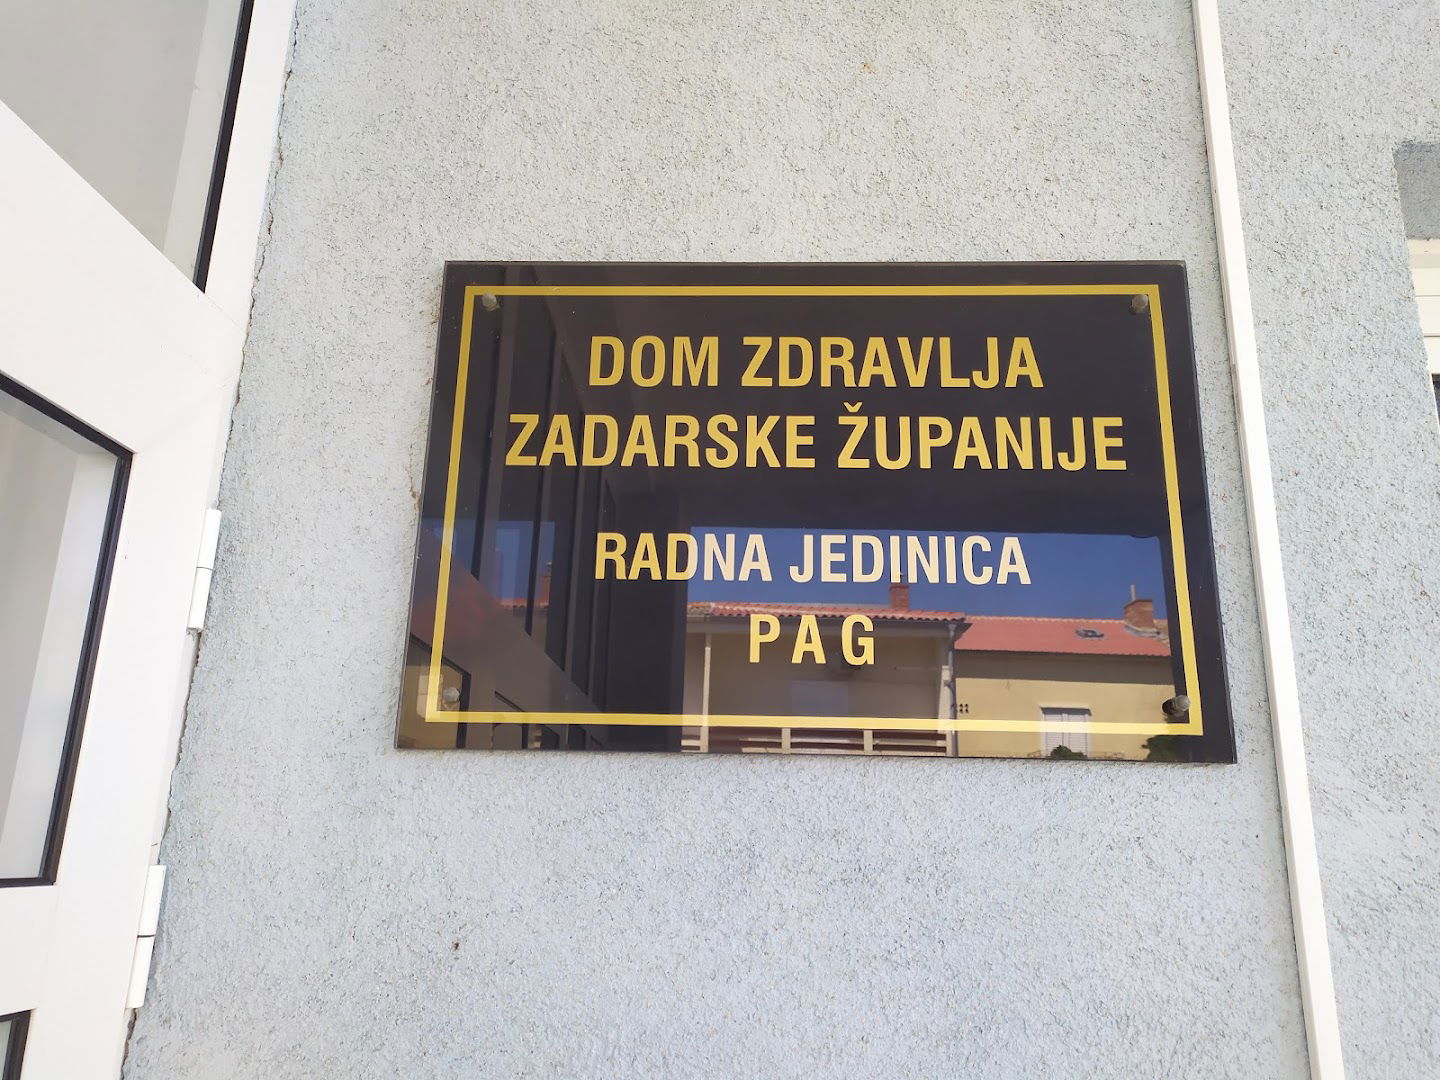 DOM ZDRAVLJA
ZADARSKE ŽUPANIJE
RADNA JEDINICA
PAG